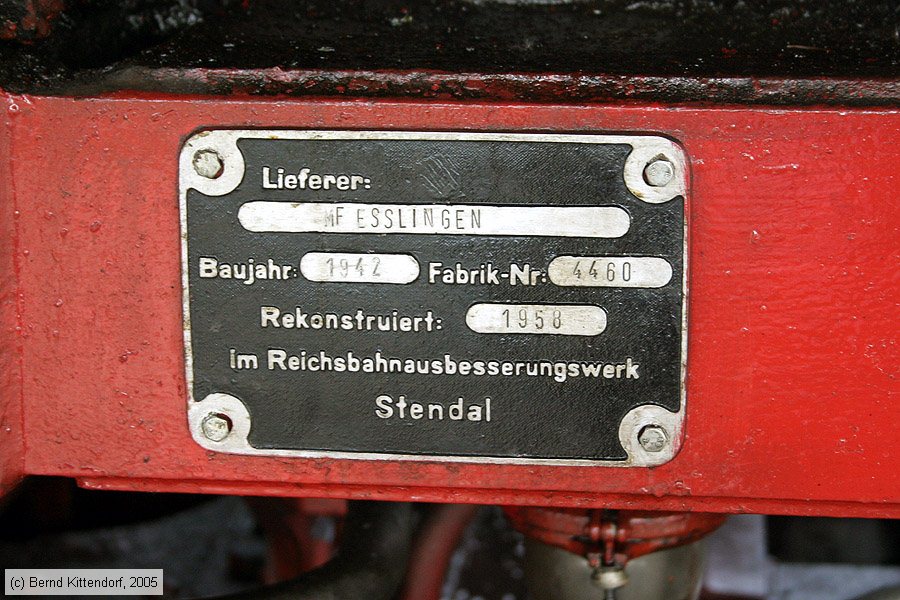 Lieferer:
MF ESSLINGEN
Baujahr: 1942 Fabrik-Nr: 4460
Rekonstruiert: 1958
im Reichsbahnausbesserungswerk
Stendal
(c) Bernd Kittendorf, 2005